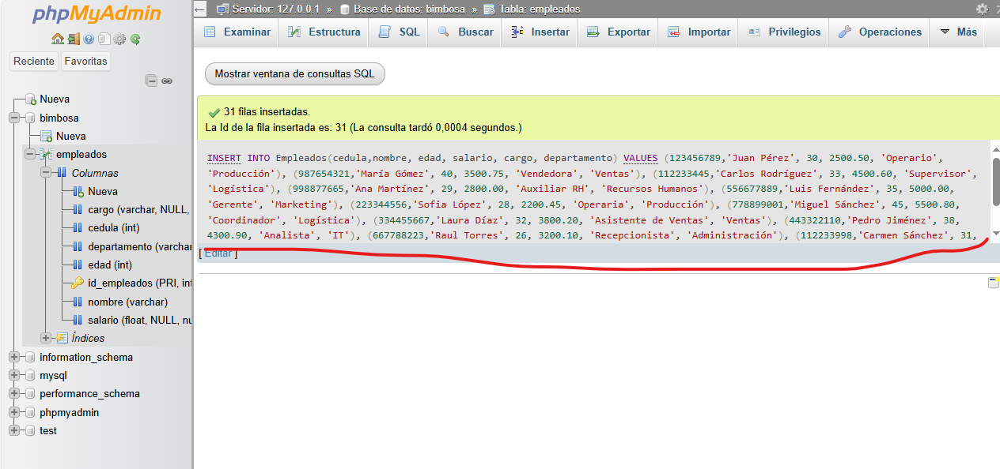 phpMyAdmin
Reciente Favoritas
Nueva
bimbosa
Nueva
empleados
Columnas
Nueva
cargo (varchar, NULL,
cedula (int)
departamento (varchar
edad (int)
id_empleados (PRI, int
nombre (varchar)
salario (float, NULL, nu
Índices
information_schema
mysql
performance_schema
phpmyadmin
test
Servidor: 127.0.0.1 » Base de datos: bimbosa » Tabla: empleados
Examinar Estructura SQL Buscar Insertar Exportar Importar Privilegios Operaciones Más
Mostrar ventana de consultas SQL
31 filas insertadas.
La Id de la fila insertada es: 31 (La consulta tardó 0,0004 segundos.)
INSERT INTO Empleados(cedula,nombre, edad, salario, cargo, departamento) VALUES (123456789,'Juan Pérez', 30, 2500.50, 'Operario',
'Producción'), (987654321,'María Gómez', 40, 3500.75, 'Vendedora', 'Ventas'), (112233445,'Carlos Rodríguez', 33, 4500.60, 'Supervisor',
'Logística'), (998877665,'Ana Martínez', 29, 2800.00, 'Auxiliar RH', 'Recursos Humanos'), (556677889,'Luis Fernández', 35, 5000.00,
'Gerente', 'Marketing'), (223344556,'Sofía López', 28, 2200.45, 'Operaria', 'Producción'), (778899001,'Miguel Sánchez', 45, 5500.80,
'Coordinador', 'Logística'), (334455667,'Laura Díaz', 32, 3800.20, 'Asistente de Ventas', 'Ventas'), (443322110,'Pedro Jiménez', 38,
4300.90, 'Analista', 'IT'), (667788223,'Raul Torres', 26, 3200.10, 'Recepcionista', 'Administración'), (112233998,'Carmen Sánchez', 31,
[ Editar ]